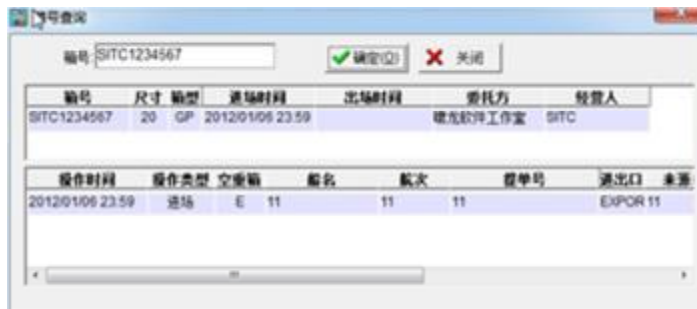 箱号查询
箱号 SITC1234567 确定(O) 关闭
箱号 尺寸 箱型 进场时间 出场时间 委托方 经营人
SITC1234567 20 GP 2012/01/06 23:59 软件工作室 SITC
操作时间 操作类型 空重箱 船名 航次 提单号 进出口 来源
2012/01/06 23:59 进场 E 11 11 11 EXPOR 11